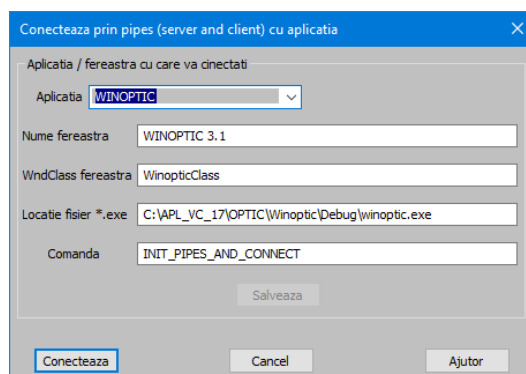 Conecteaza prin pipes (server and client) cu aplicatia
Aplicatia / fereastra cu care va cinectati
Aplicatia WINOPTIC
Nume fereastra WINOPTIC 3.1
WndClass fereastra WinopticClass
Locatie fisier *.exe C:\APL_VC_17\OPTIC\Winoptic\Debug\winoptic.exe
Comanda INIT_PIPES_AND_CONNECT
Salveaza
Conecteaza Cancel Ajutor